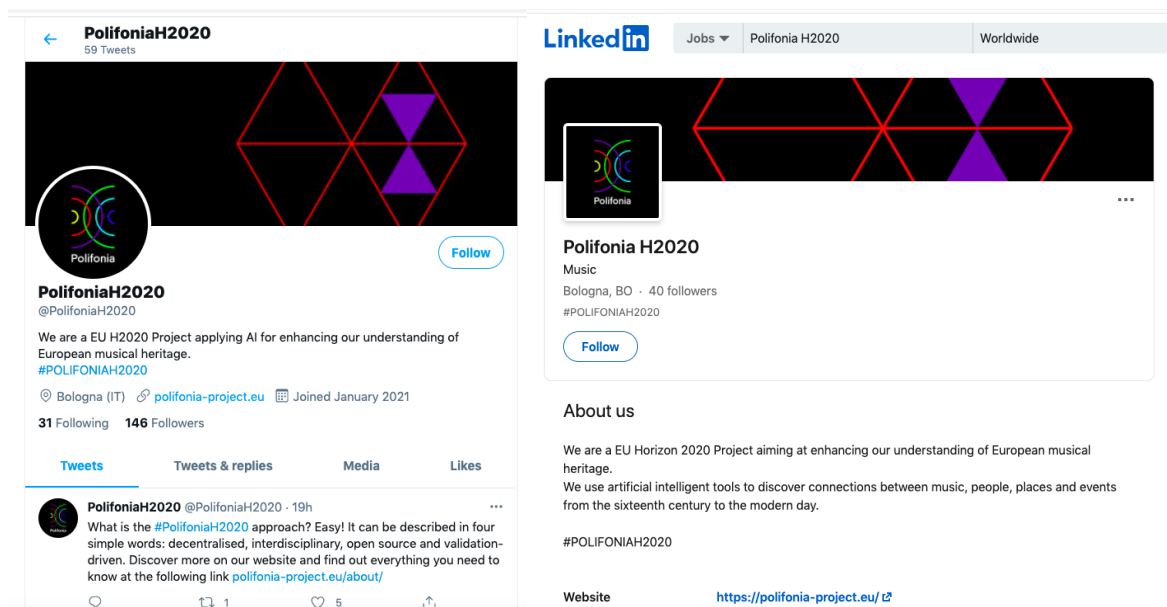 PolifoniaH2020
59 Tweets
Polifonia
Follow
PolifoniaH2020
@PolifoniaH2020
We are a EU H2020 Project applying AI for enhancing our understanding of
European musical heritage.
#POLIFONIAH2020
Bologna (IT) polifonia-project.eu Joined January 2021
31 Following 146 Followers
Tweets Tweets & replies Media Likes
PolifoniaH2020 @PolifoniaH2020 · 19h
What is the #PolifoniaH2020 approach? Easy! It can be described in four
simple words: decentralised, interdisciplinary, open source and validation-
driven. Discover more on our website and find out everything you need to
know at the following link polifonia-project.eu/about/
1 5
Linkedin Jobs Polifonia H2020 Worldwide
Polifonia
Polifonia H2020
Music
Bologna, BO · 40 followers
#POLIFONIAH2020
Follow
About us
We are a EU Horizon 2020 Project aiming at enhancing our understanding of European musical
heritage.
We use artificial intelligent tools to discover connections between music, people, places and events
from the sixteenth century to the modern day.
#POLIFONIAH2020
Website https://polifonia-project.eu/